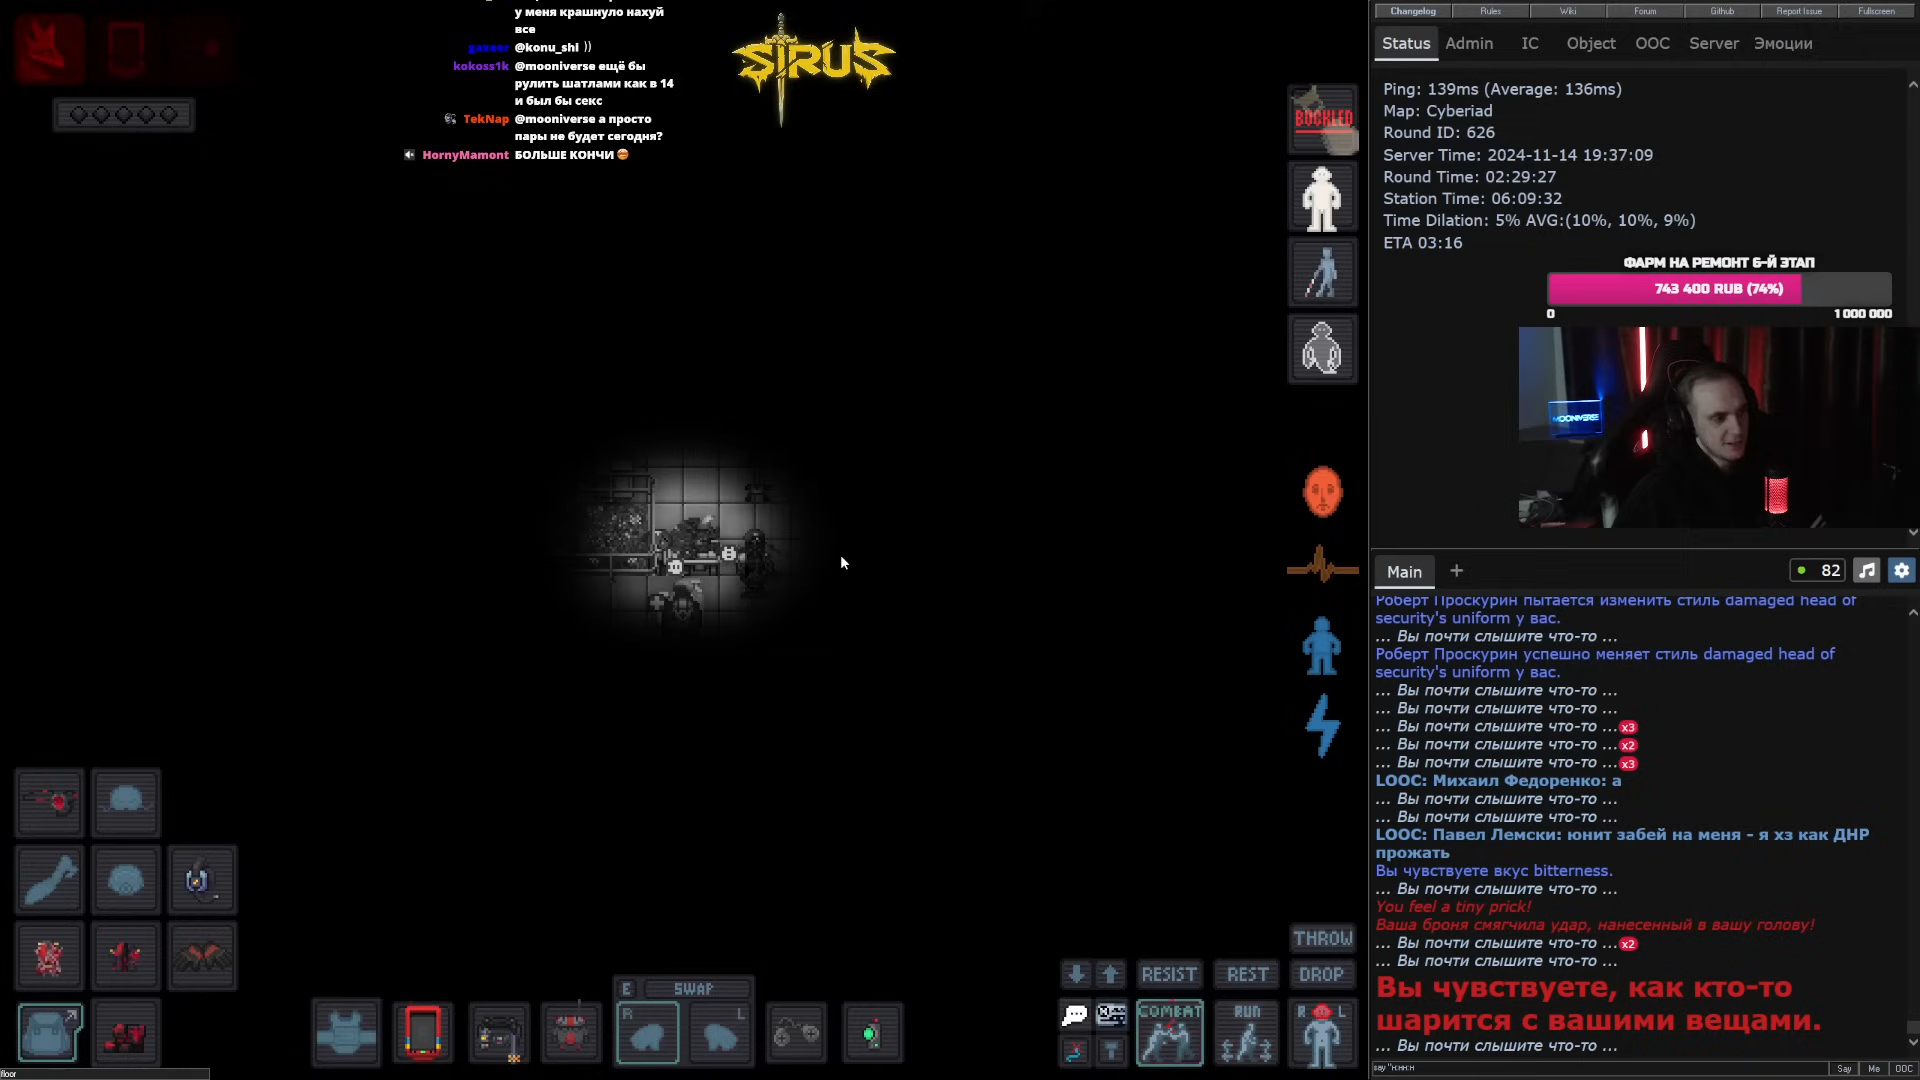 у меня крашнуло нахуй
все
gaveer @konu_shi ))
kokoss1k @mooniverse ещё бы
рулить шатлами как в 14
и был бы секс
TekNap @mooniverse а просто
пары не будет сегодня?
HornyMamont БОЛЬШЕ КОНЧИ
SIRUS
BUCKLED
Changelog Rules Wiki Forum Github Report Issue Fullscreen
Status Admin IC Object OOC Server Эмоции
Ping: 139ms (Average: 136ms)
Map: Cyberiad
Round ID: 626
Server Time: 2024-11-14 19:37:09
Round Time: 02:29:27
Station Time: 06:09:32
Time Dilation: 5% AVG:(10%, 10%, 9%)
ETA 03:16
ФАРМ НА РЕМОНТ 6-Й ЭТАП
743 400 RUB (74%)
0 1 000 000
MOONIVERSE
Main + 82
Роберт Проскурин пытается изменить стиль damaged head of
security's uniform у вас.
... Вы почти слышите что-то ...
Роберт Проскурин успешно меняет стиль damaged head of
security's uniform у вас.
... Вы почти слышите что-то ...
... Вы почти слышите что-то ...
... Вы почти слышите что-то ... x3
... Вы почти слышите что-то ... x2
... Вы почти слышите что-то ... x3
LOOC: Михаил Федоренко: а
... Вы почти слышите что-то ...
... Вы почти слышите что-то ...
LOOC: Павел Лемски: юнит забей на меня - я хз как ДНР
прожать
Вы чувствуете вкус bitterness.
... Вы почти слышите что-то ...
You feel a tiny prick!
Ваша броня смягчила удар, нанесенный в вашу голову!
... Вы почти слышите что-то ... x2
... Вы почти слышите что-то ...
Вы чувствуете, как кто-то
шарится с вашими вещами.
... Вы почти слышите что-то ...
Say Me OOC
THROW
RESIST REST DROP
COMBAT RUN R L
E SWAP
R L
floor